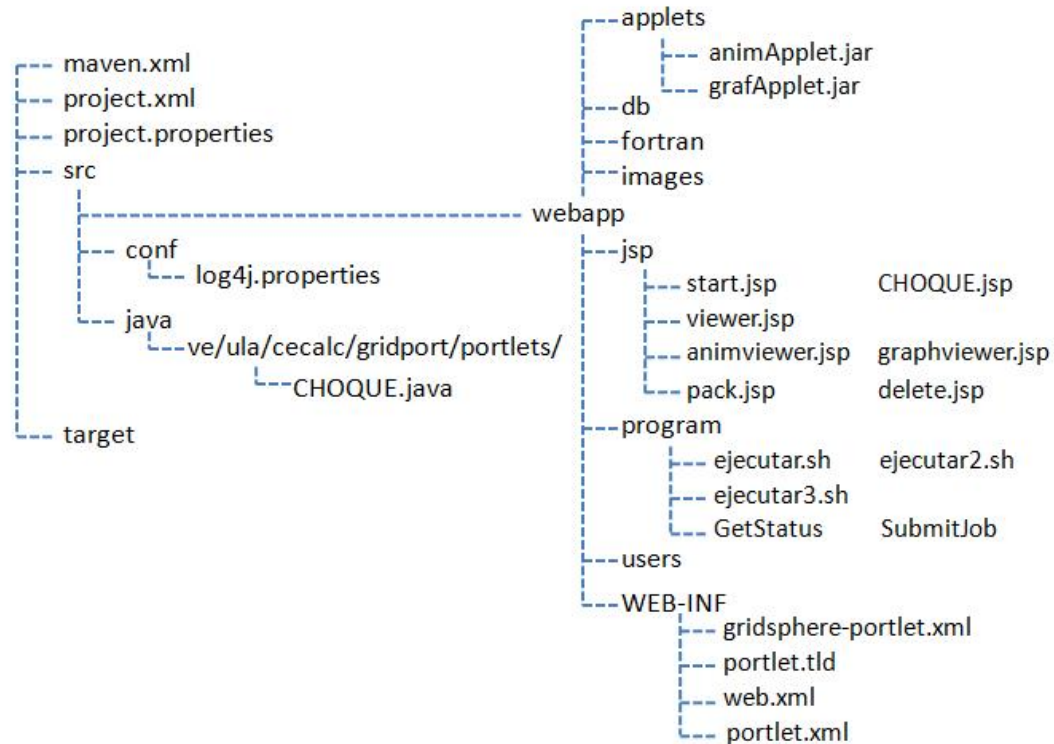 maven.xml
project.xml
project.properties
src
webapp
conf
log4j.properties
java
ve/ula/cecalc/gridport/portlets/
CHOQUE.java
target
applets
animApplet.jar
grafApplet.jar
db
fortran
images
jsp
start.jsp CHOQUE.jsp
viewer.jsp
animviewer.jsp graphviewer.jsp
pack.jsp delete.jsp
program
ejecutar.sh ejecutar2.sh
ejecutar3.sh
GetStatus SubmitJob
users
WEB-INF
gridsphere-portlet.xml
portlet.tld
web.xml
portlet.xml